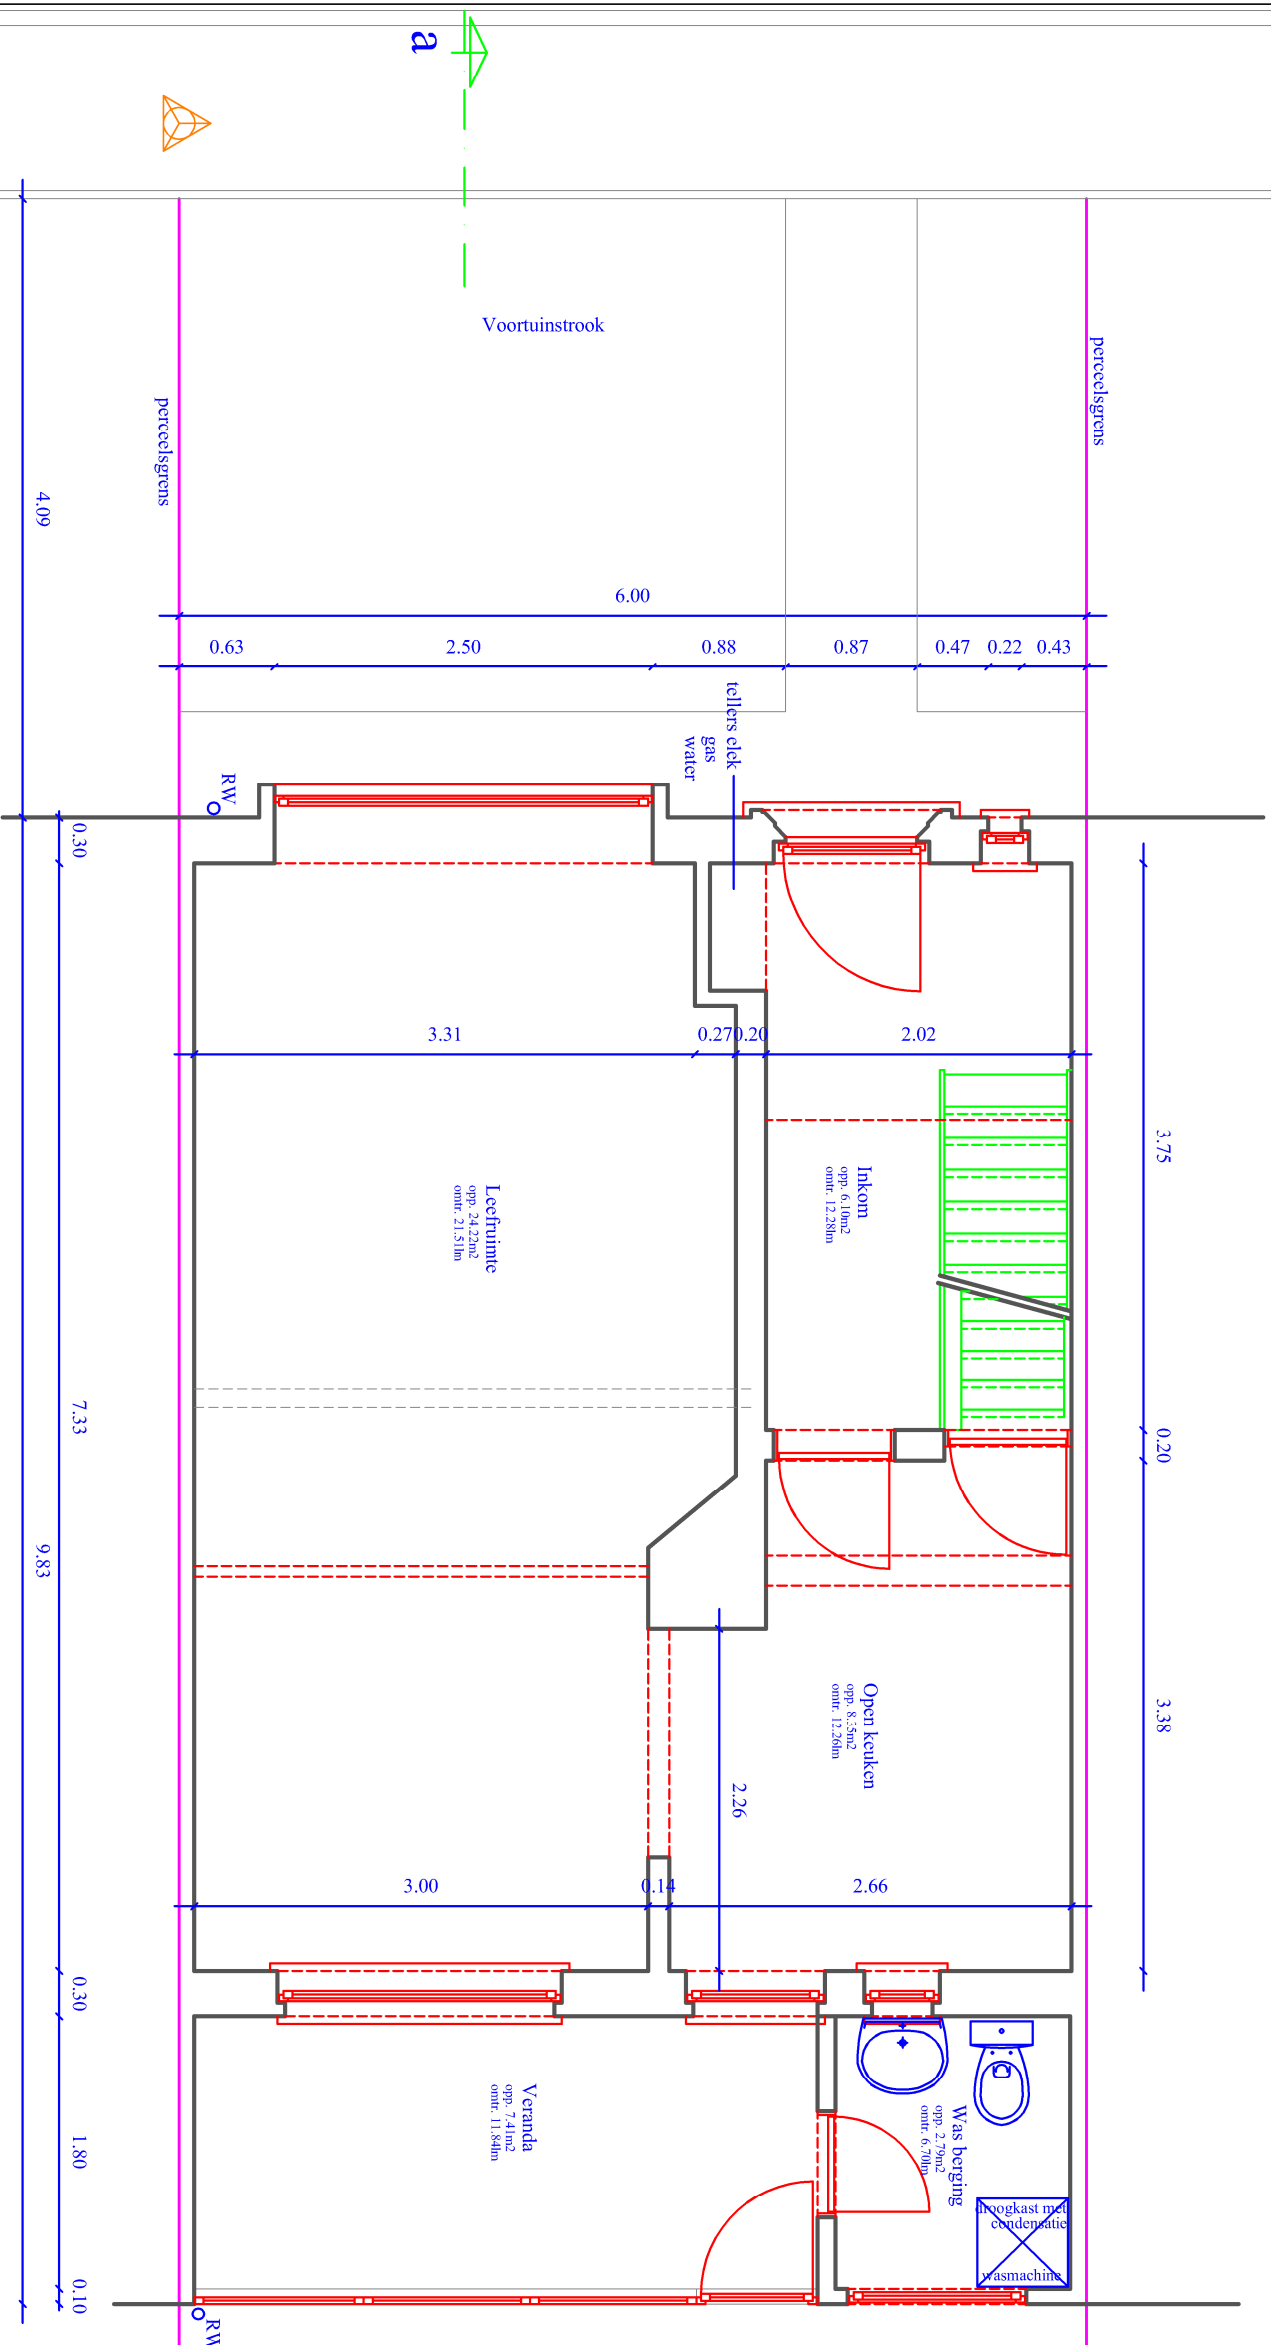 a
Voortuinstrook
perceelsgrens
perceelsgrens
4.09
6.00
0.63
2.50
0.88
0.87
0.47
0.22
0.43
tellers elek
gas
water
RW
0.30
3.31
0.27
0.20
2.02
3.75
Inkom
opp. 6.10m2
omtr. 12.28lm
Leefruimte
opp. 24.22m2
omtr. 21.51lm
7.33
0.20
9.83
Open keuken
opp. 8.55m2
omtr. 12.26lm
3.38
2.26
3.00
0.14
2.66
0.30
Veranda
opp. 7.41m2
omtr. 11.84lm
Was berging
opp. 2.79m2
omtr. 6.70lm
1.80
droogkast met
condensatie
wasmachine
0.10
RW